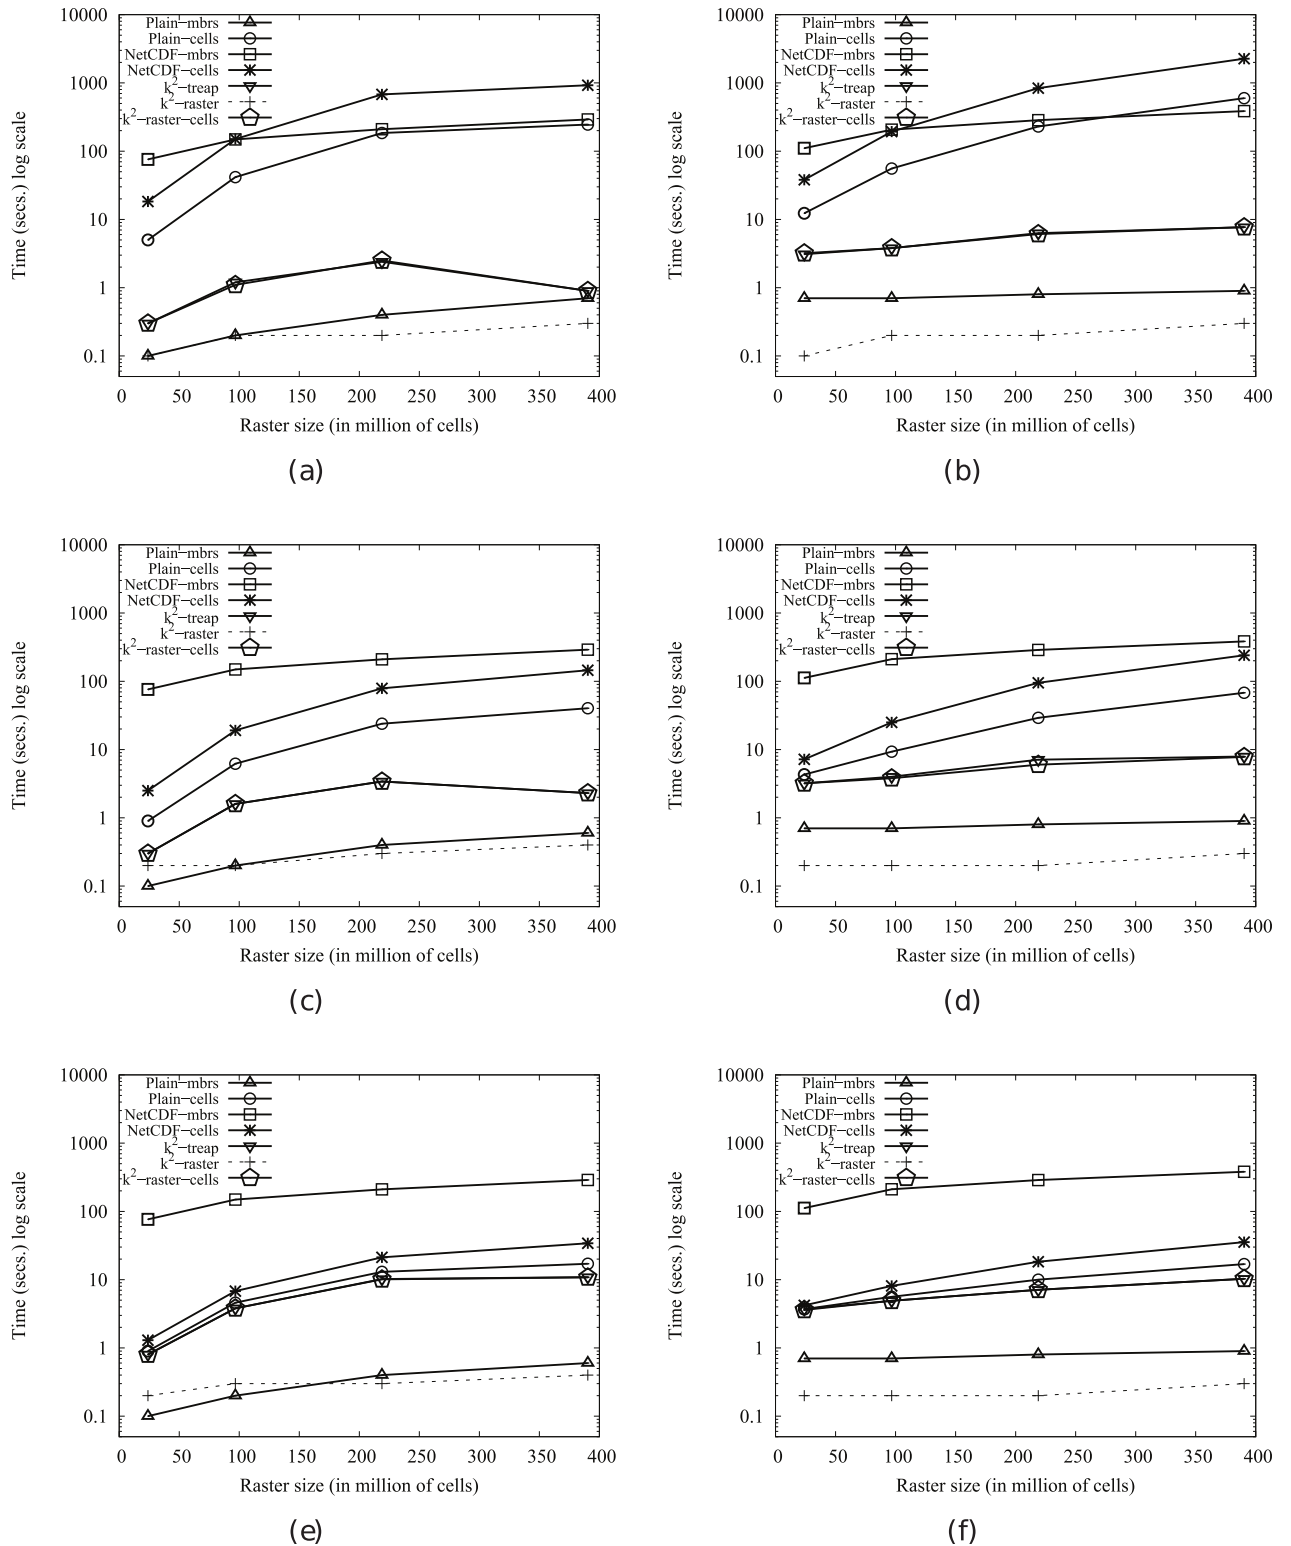 10000
1000
100
10
1
0.1
Time (secs.) log scale
Plain−mbrs
Plain−cells
NetCDF−mbrs
NetCDF−cells
k²−treap
k²−raster
k²−raster−cells
0 50 100 150 200 250 300 350 400
Raster size (in million of cells)
(a)
10000
1000
100
10
1
0.1
Time (secs.) log scale
Plain−mbrs
Plain−cells
NetCDF−mbrs
NetCDF−cells
k²−treap
k²−raster
k²−raster−cells
0 50 100 150 200 250 300 350 400
Raster size (in million of cells)
(b)
10000
1000
100
10
1
0.1
Time (secs.) log scale
Plain−mbrs
Plain−cells
NetCDF−mbrs
NetCDF−cells
k²−treap
k²−raster
k²−raster−cells
0 50 100 150 200 250 300 350 400
Raster size (in million of cells)
(c)
10000
1000
100
10
1
0.1
Time (secs.) log scale
Plain−mbrs
Plain−cells
NetCDF−mbrs
NetCDF−cells
k²−treap
k²−raster
k²−raster−cells
0 50 100 150 200 250 300 350 400
Raster size (in million of cells)
(d)
10000
1000
100
10
1
0.1
Time (secs.) log scale
Plain−mbrs
Plain−cells
NetCDF−mbrs
NetCDF−cells
k²−treap
k²−raster
k²−raster−cells
0 50 100 150 200 250 300 350 400
Raster size (in million of cells)
(e)
10000
1000
100
10
1
0.1
Time (secs.) log scale
Plain−mbrs
Plain−cells
NetCDF−mbrs
NetCDF−cells
k²−treap
k²−raster
k²−raster−cells
0 50 100 150 200 250 300 350 400
Raster size (in million of cells)
(f)